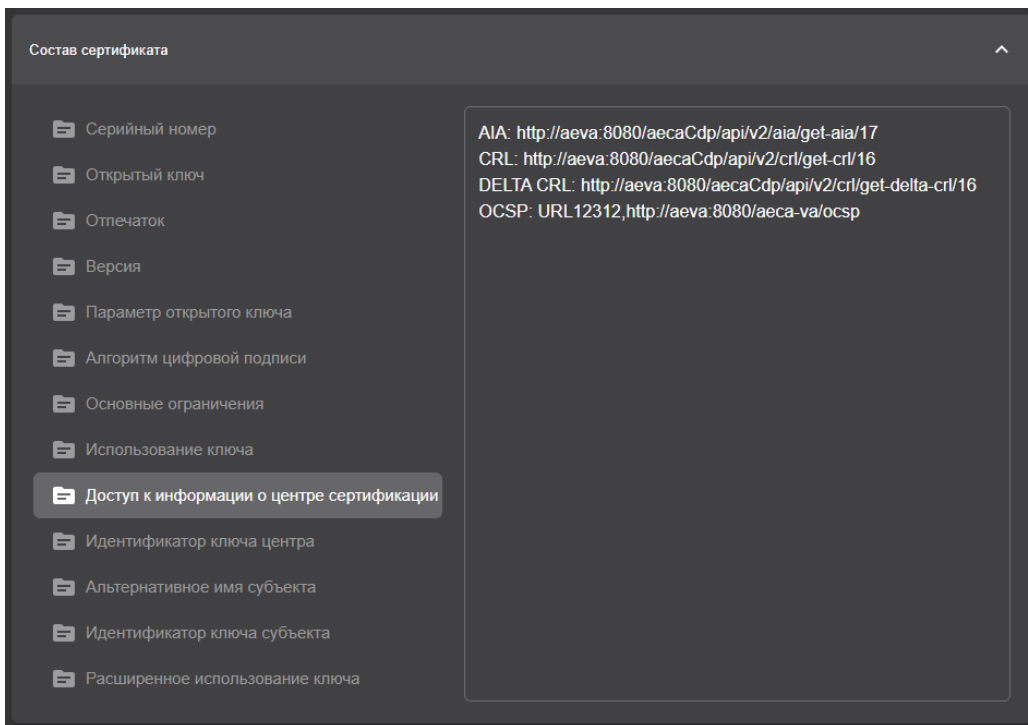 Состав сертификата
Серийный номер
Открытый ключ
Отпечаток
Версия
Параметр открытого ключа
Алгоритм цифровой подписи
Основные ограничения
Использование ключа
Доступ к информации о центре сертификации
Идентификатор ключа центра
Альтернативное имя субъекта
Идентификатор ключа субъекта
Расширенное использование ключа
AIA: http://aeva:8080/aecaCdp/api/v2/aia/get-aia/17
CRL: http://aeva:8080/aecaCdp/api/v2/crl/get-crl/16
DELTA CRL: http://aeva:8080/aecaCdp/api/v2/crl/get-delta-crl/16
OCSP: URL12312,http://aeva:8080/aeca-va/ocsp